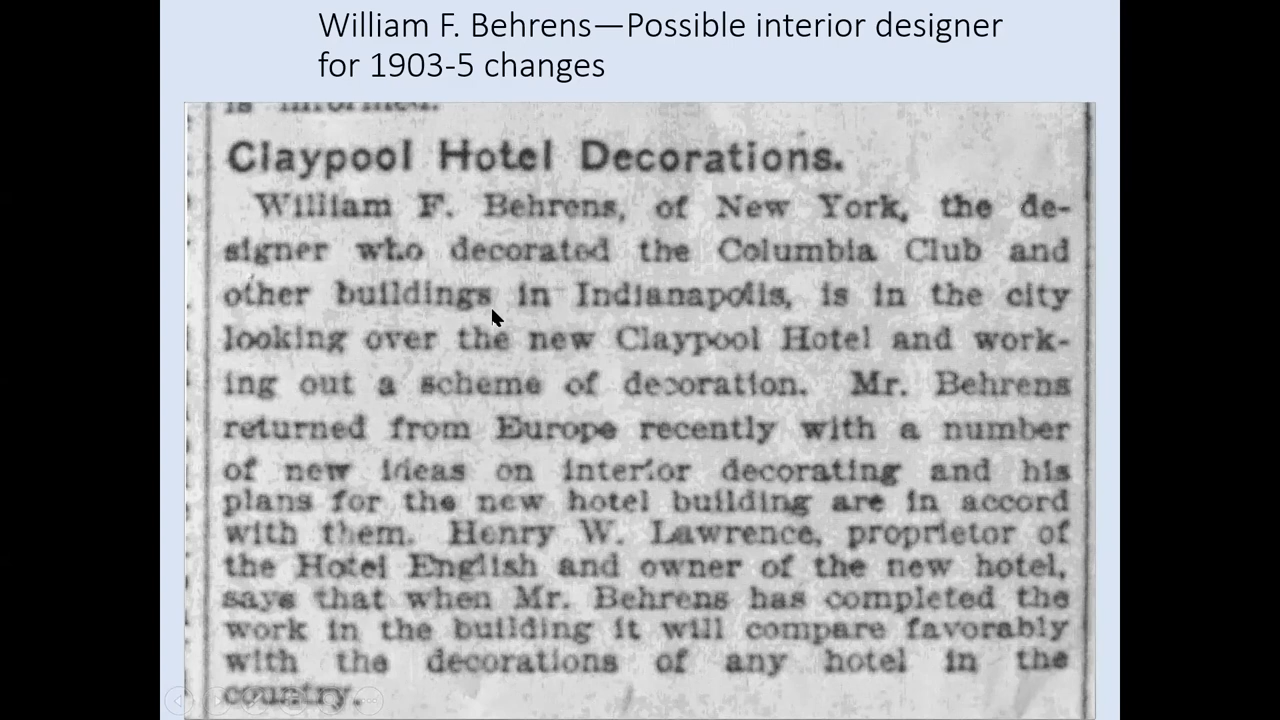 William F. Behrens—Possible interior designer
for 1903-5 changes
is informed.
Claypool Hotel Decorations.
William F. Behrens, of New York, the de-
signer who decorated the Columbia Club and
other buildings in Indianapolis, is in the city
looking over the new Claypool Hotel and work-
ing out a scheme of decoration. Mr. Behrens
returned from Europe recently with a number
of new ideas on interior decorating and his
plans for the new hotel building are in accord
with them. Henry W. Lawrence, proprietor of
the Hotel English and owner of the new hotel,
says that when Mr. Behrens has completed the
work in the building it will compare favorably
with the decorations of any hotel in the
country.